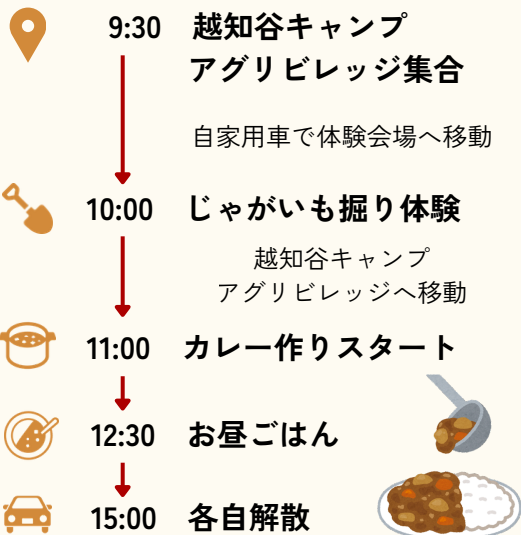 9:30 越知谷キャンプ
アグリビレッジ集合
自家用車で体験会場へ移動
10:00 じゃがいも掘り体験
越知谷キャンプ
アグリビレッジへ移動
11:00 カレー作りスタート
12:30 お昼ごはん
15:00 各自解散